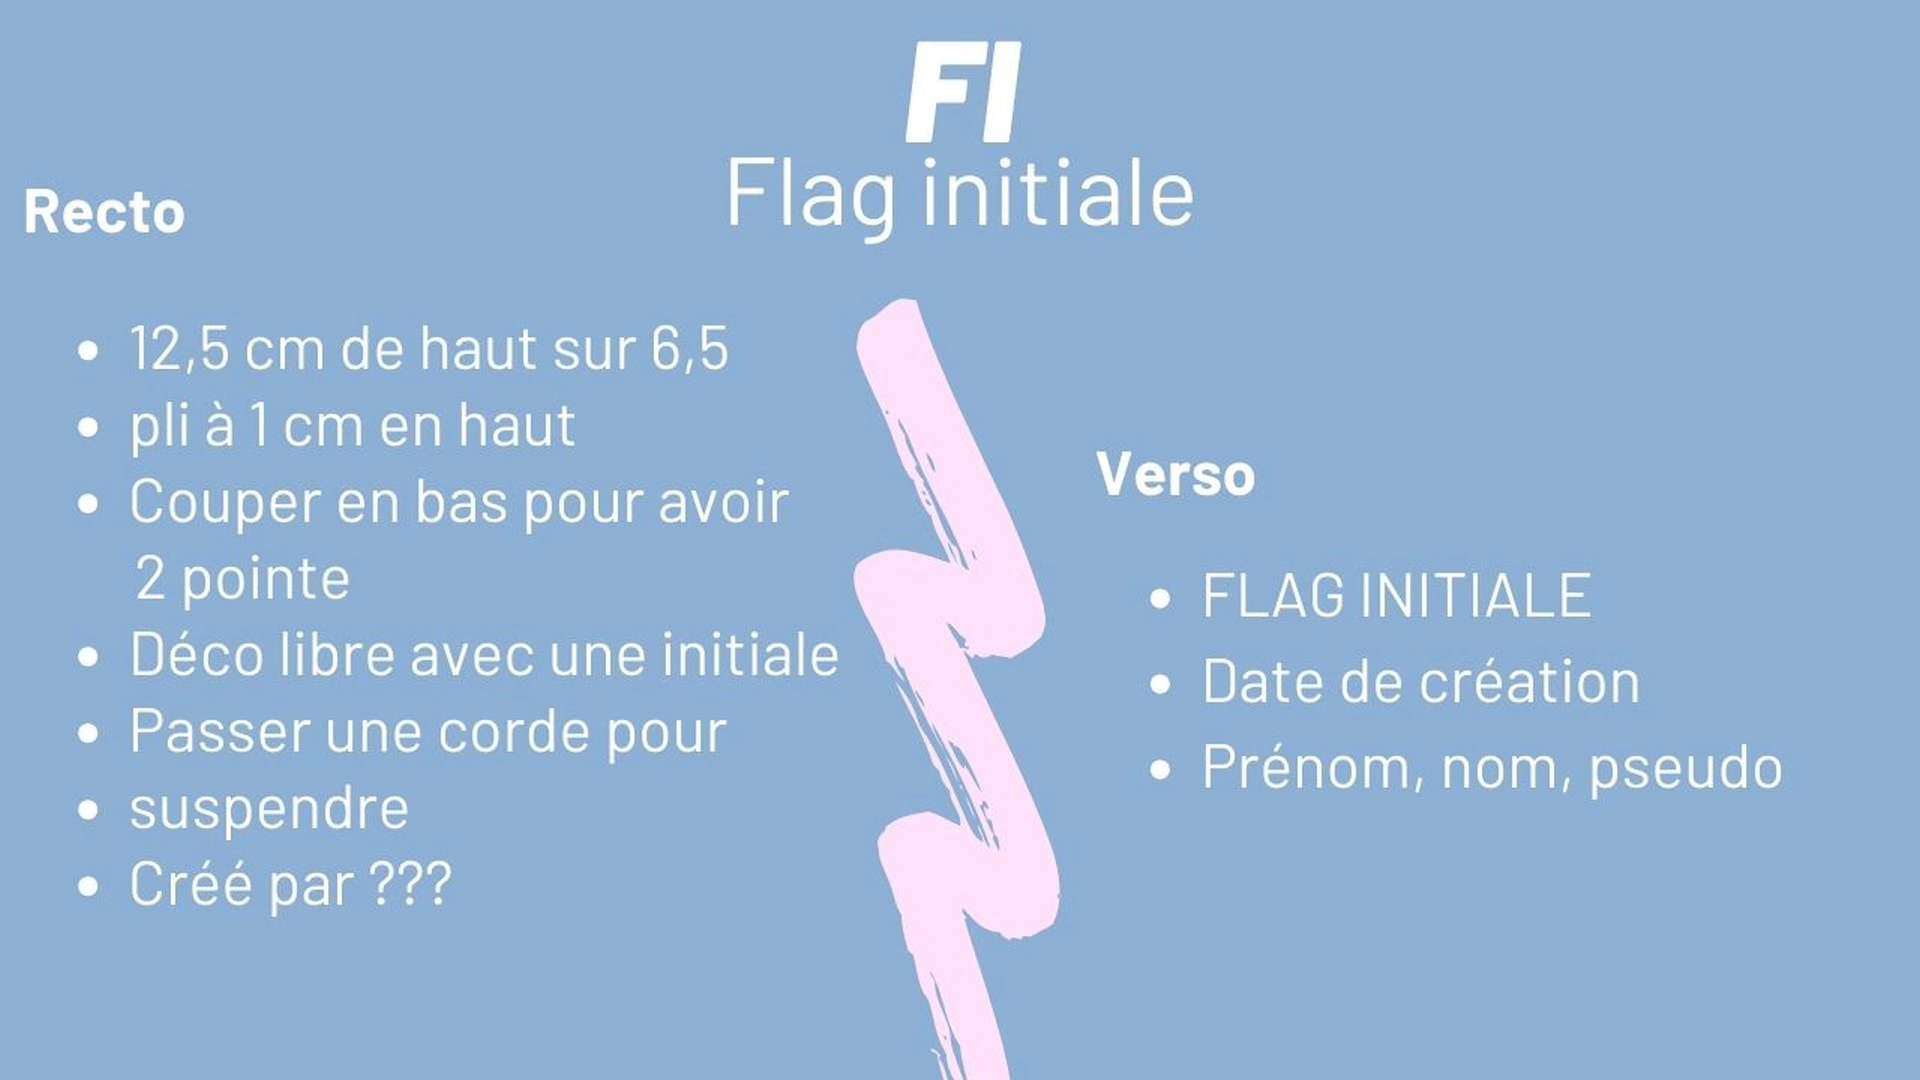 FI
Flag initiale
Recto
• 12,5 cm de haut sur 6,5
• pli à 1 cm en haut
• Couper en bas pour avoir
2 pointe
• Déco libre avec une initiale
• Passer une corde pour
• suspendre
• Créé par ???
Verso
• FLAG INITIALE
• Date de création
• Prénom, nom, pseudo